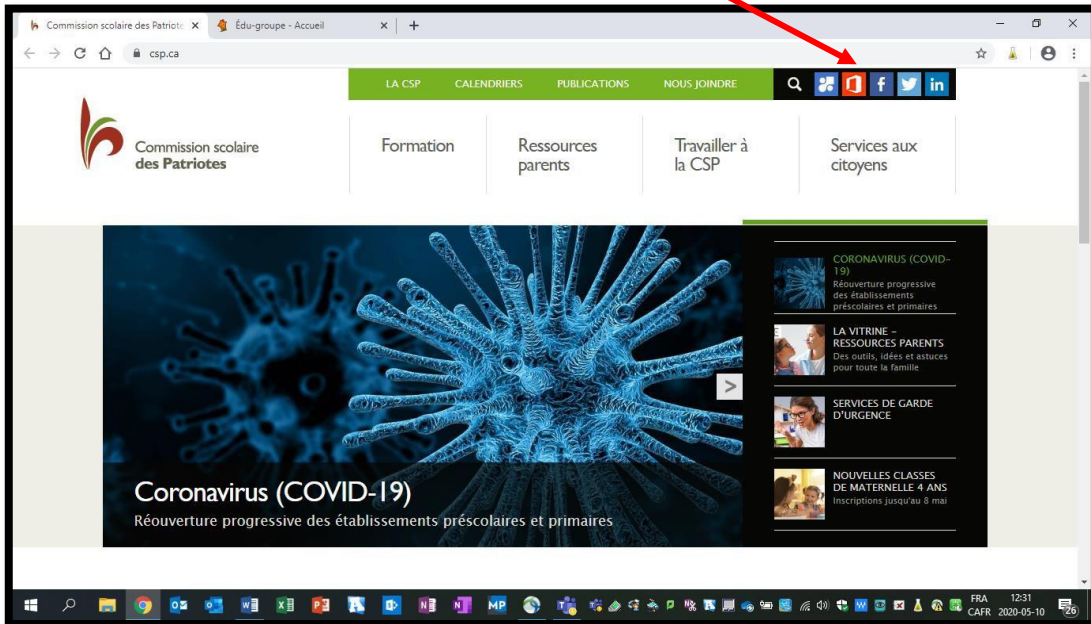 Commission scolaire des Patriote
Édu-groupe - Accueil
csp.ca
LA CSP CALENDRIERS PUBLICATIONS NOUS JOINDRE
f in
Commission scolaire
des Patriotes
Formation
Ressources
parents
Travailler à
la CSP
Services aux
citoyens
CORONAVIRUS (COVID-
19)
Réouverture progressive
des établissements
préscolaires et primaires
LA VITRINE –
RESSOURCES PARENTS
Des outils, idées et astuces
pour toute la famille
SERVICES DE GARDE
D'URGENCE
NOUVELLES CLASSES
DE MATERNELLE 4 ANS
Inscriptions jusqu'au 8 mai
>
Coronavirus (COVID-19)
Réouverture progressive des établissements préscolaires et primaires
MP
FRA 12:31
CAFR 2020-05-10
26